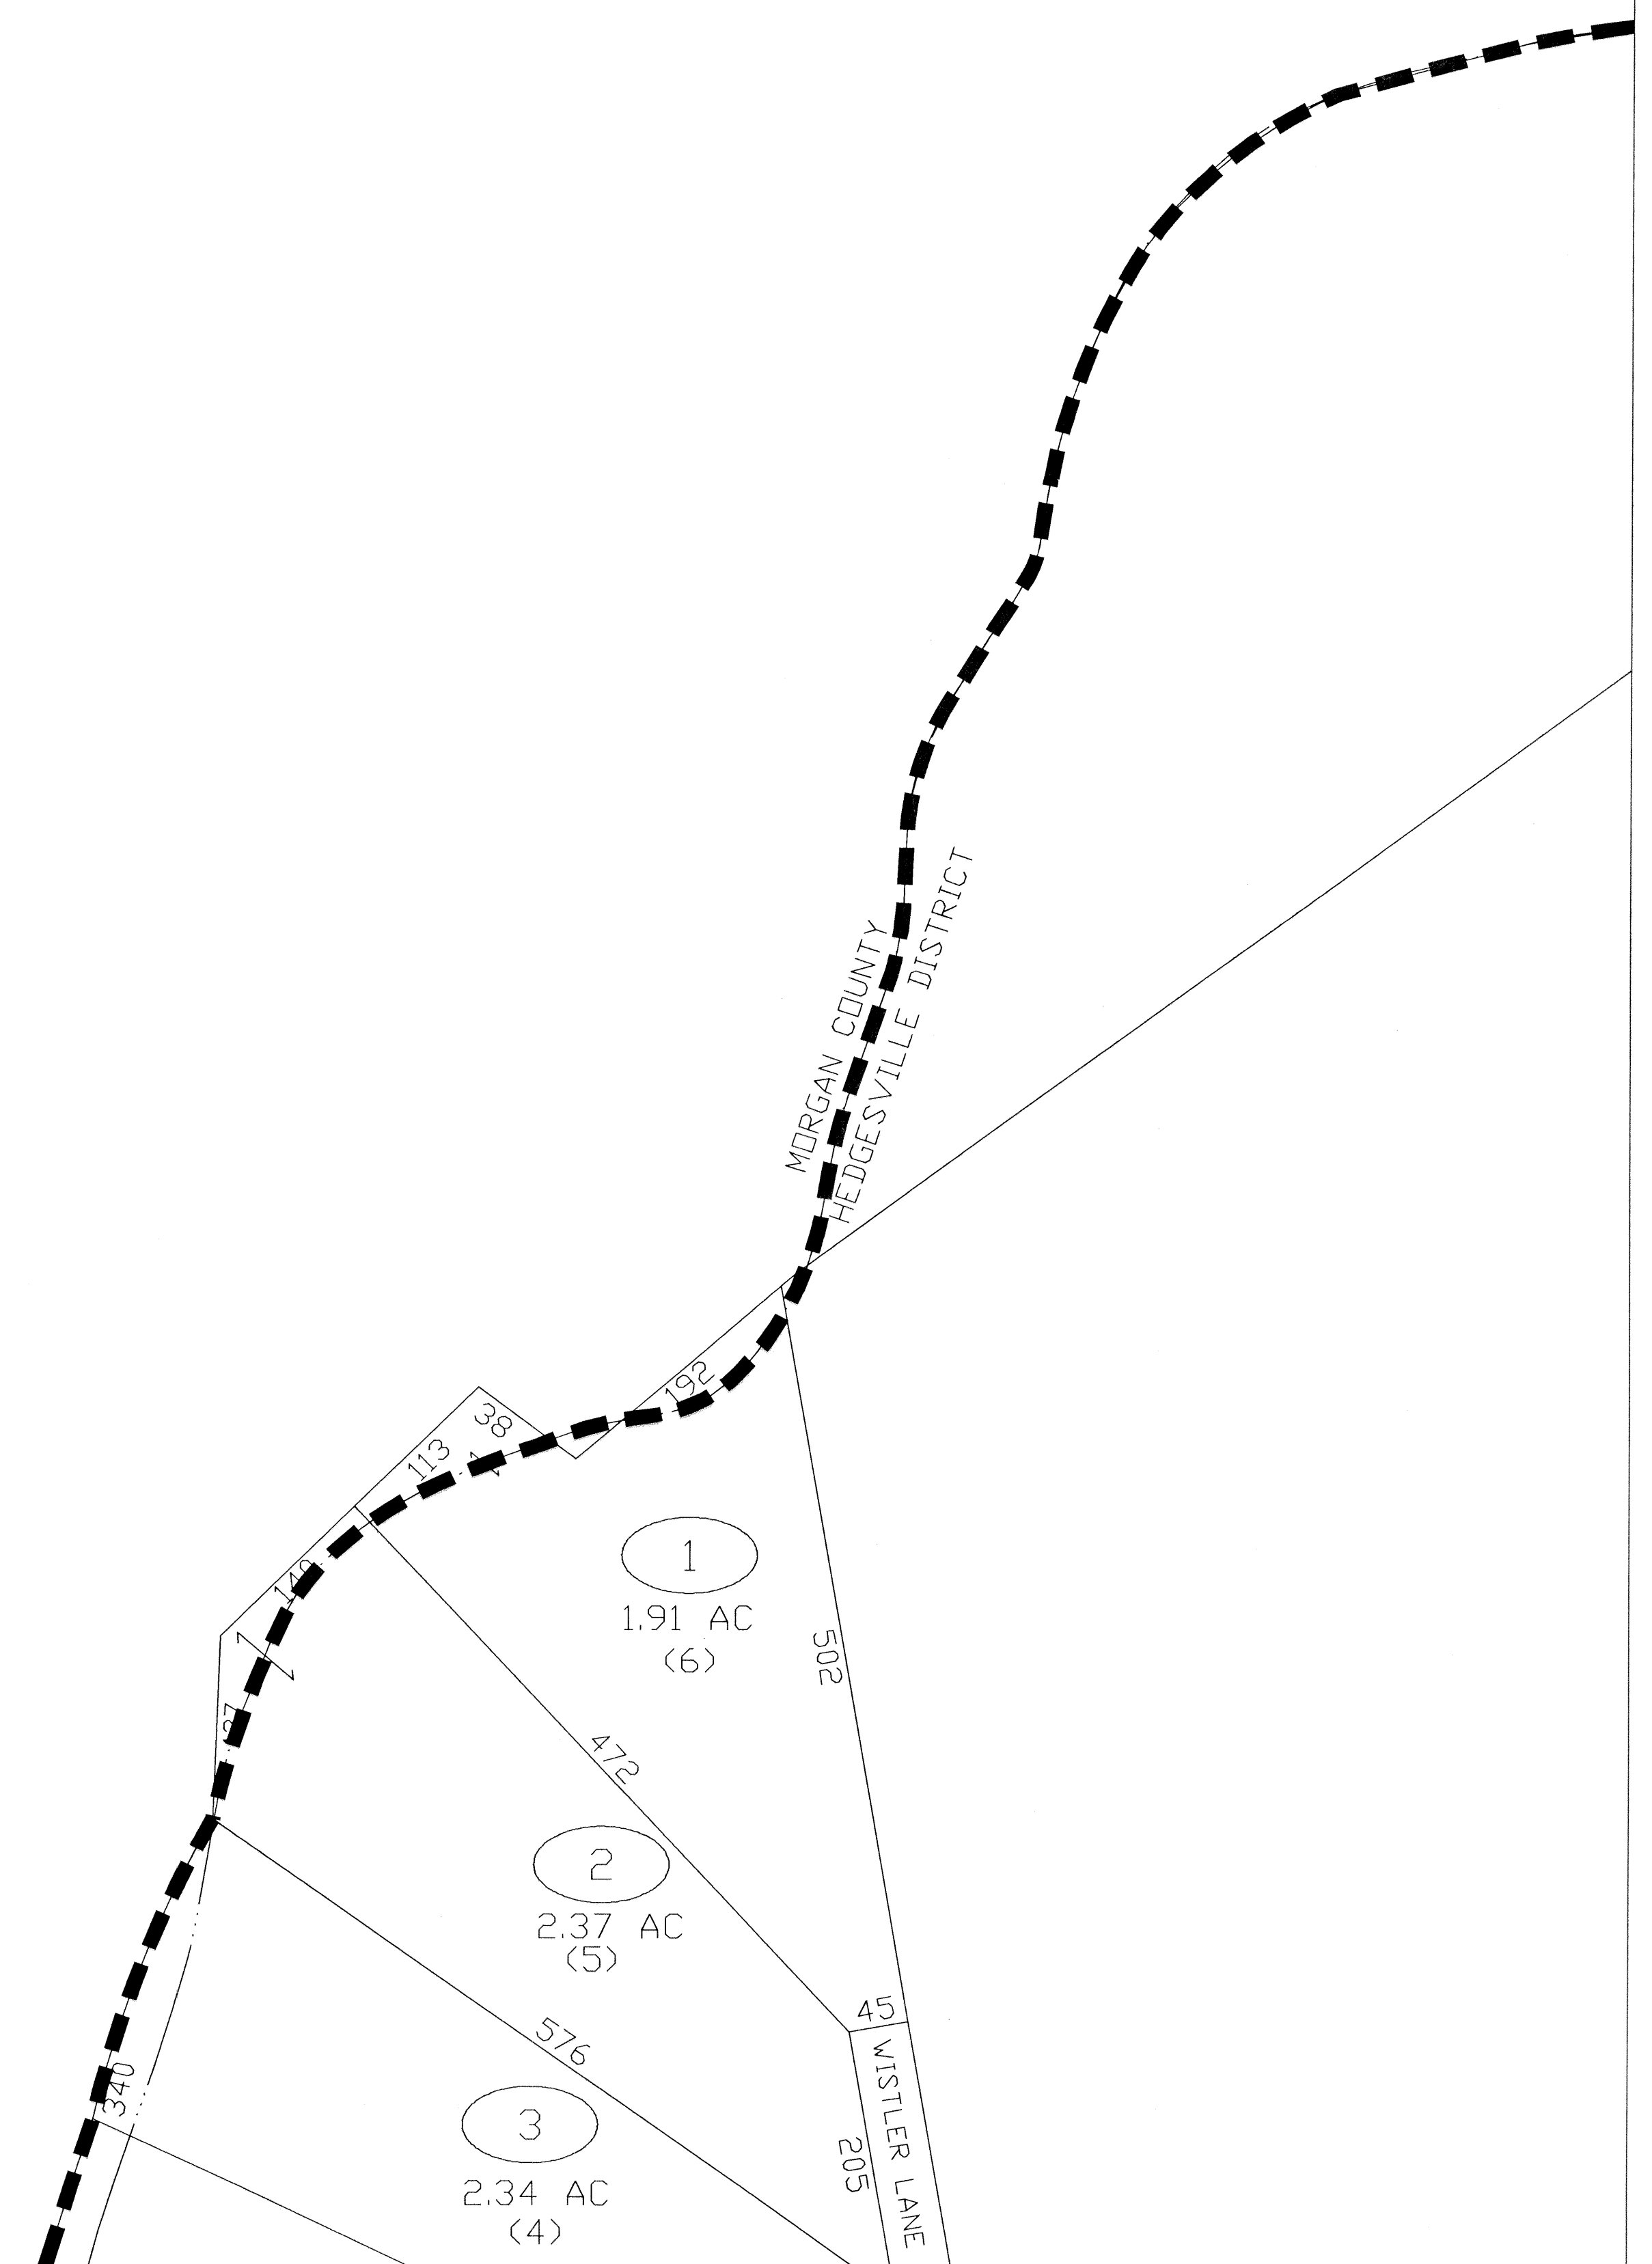 MORGAN COUNTY
HEDGESVILLE DISTRICT
192
38
113
1
1.91 AC
(6)
502
472
2
2.37 AC
(5)
45
WISTLER LANE
576
340
3
2.34 AC
(4)
205